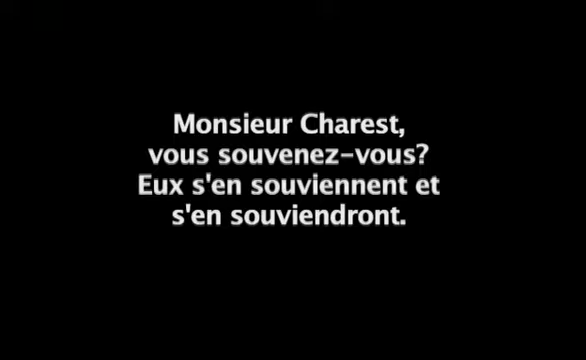 Monsieur Charest,
vous souvenez-vous?
Eux s'en souviennent et
s'en souviendront.